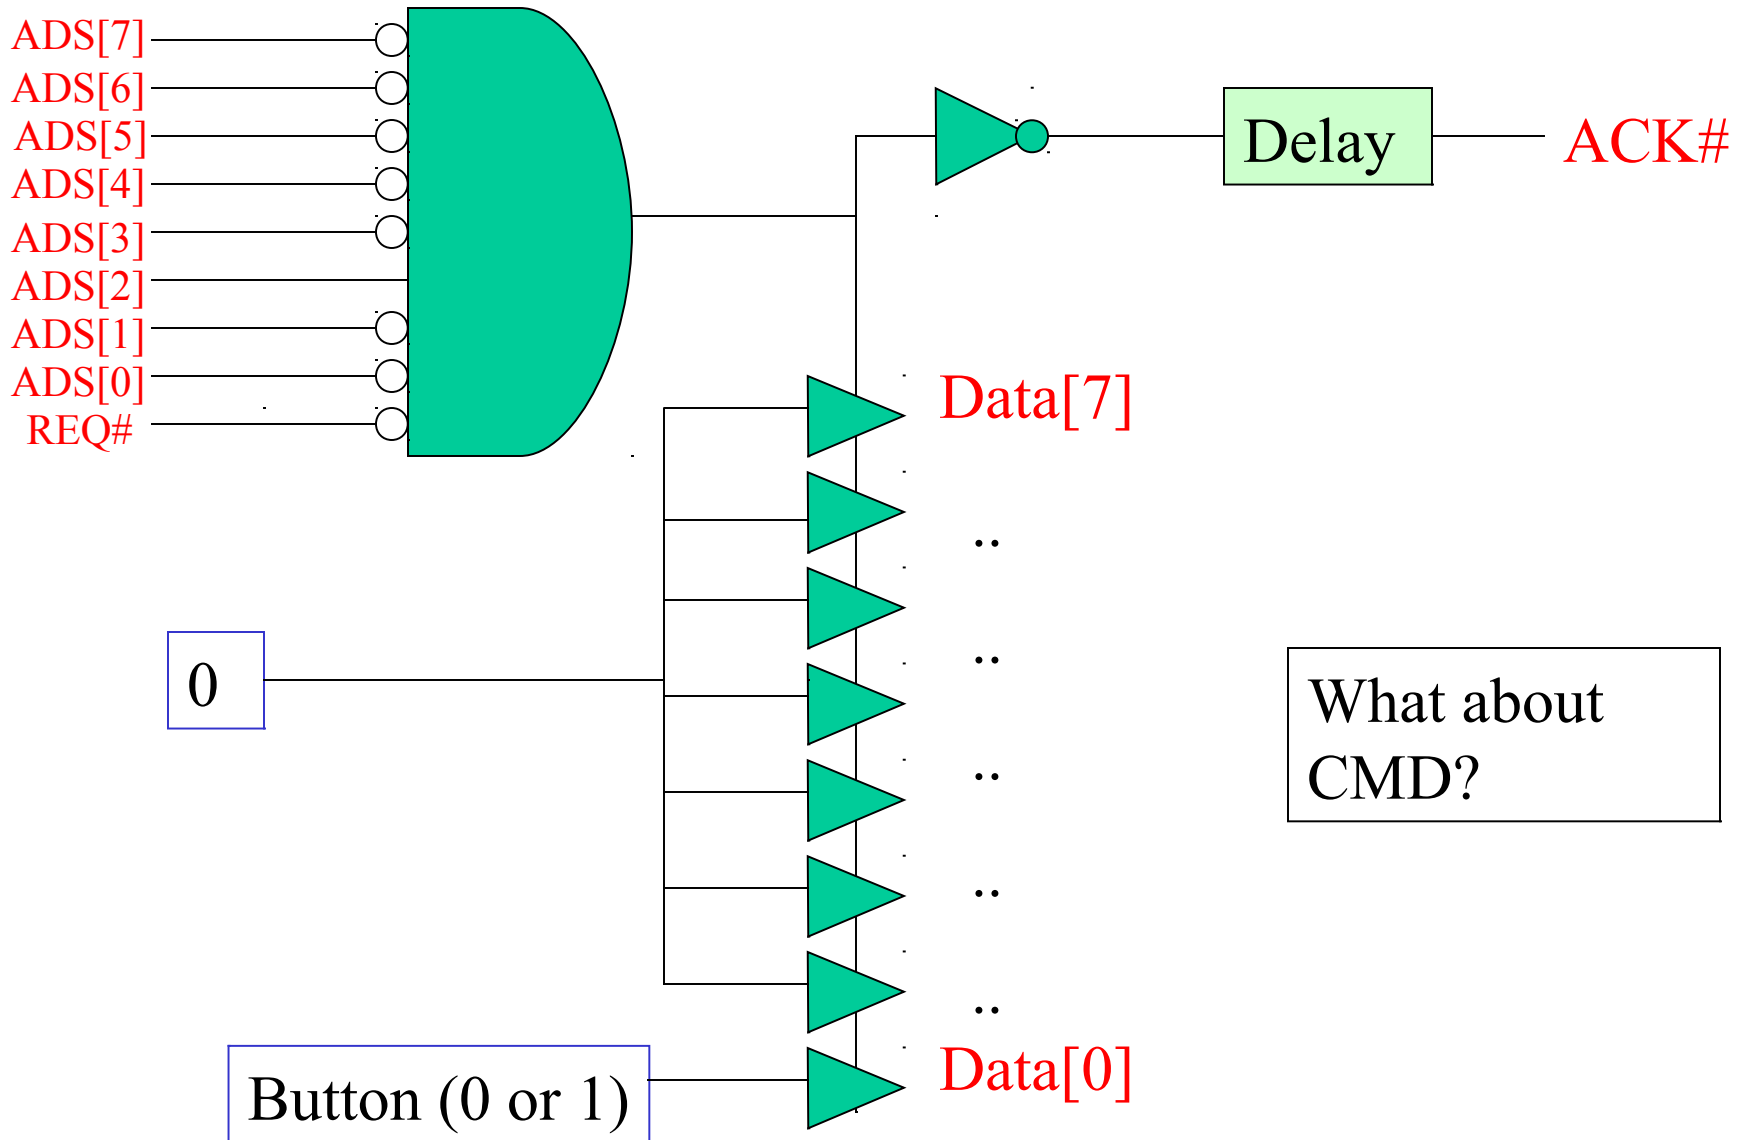 ADS[7]
ADS[6]
ADS[5]
ADS[4]
ADS[3]
ADS[2]
ADS[1]
ADS[0]
REQ#
Delay
ACK#
Data[7]
..
..
..
..
..
Data[0]
0
Button (0 or 1)
What about
CMD?